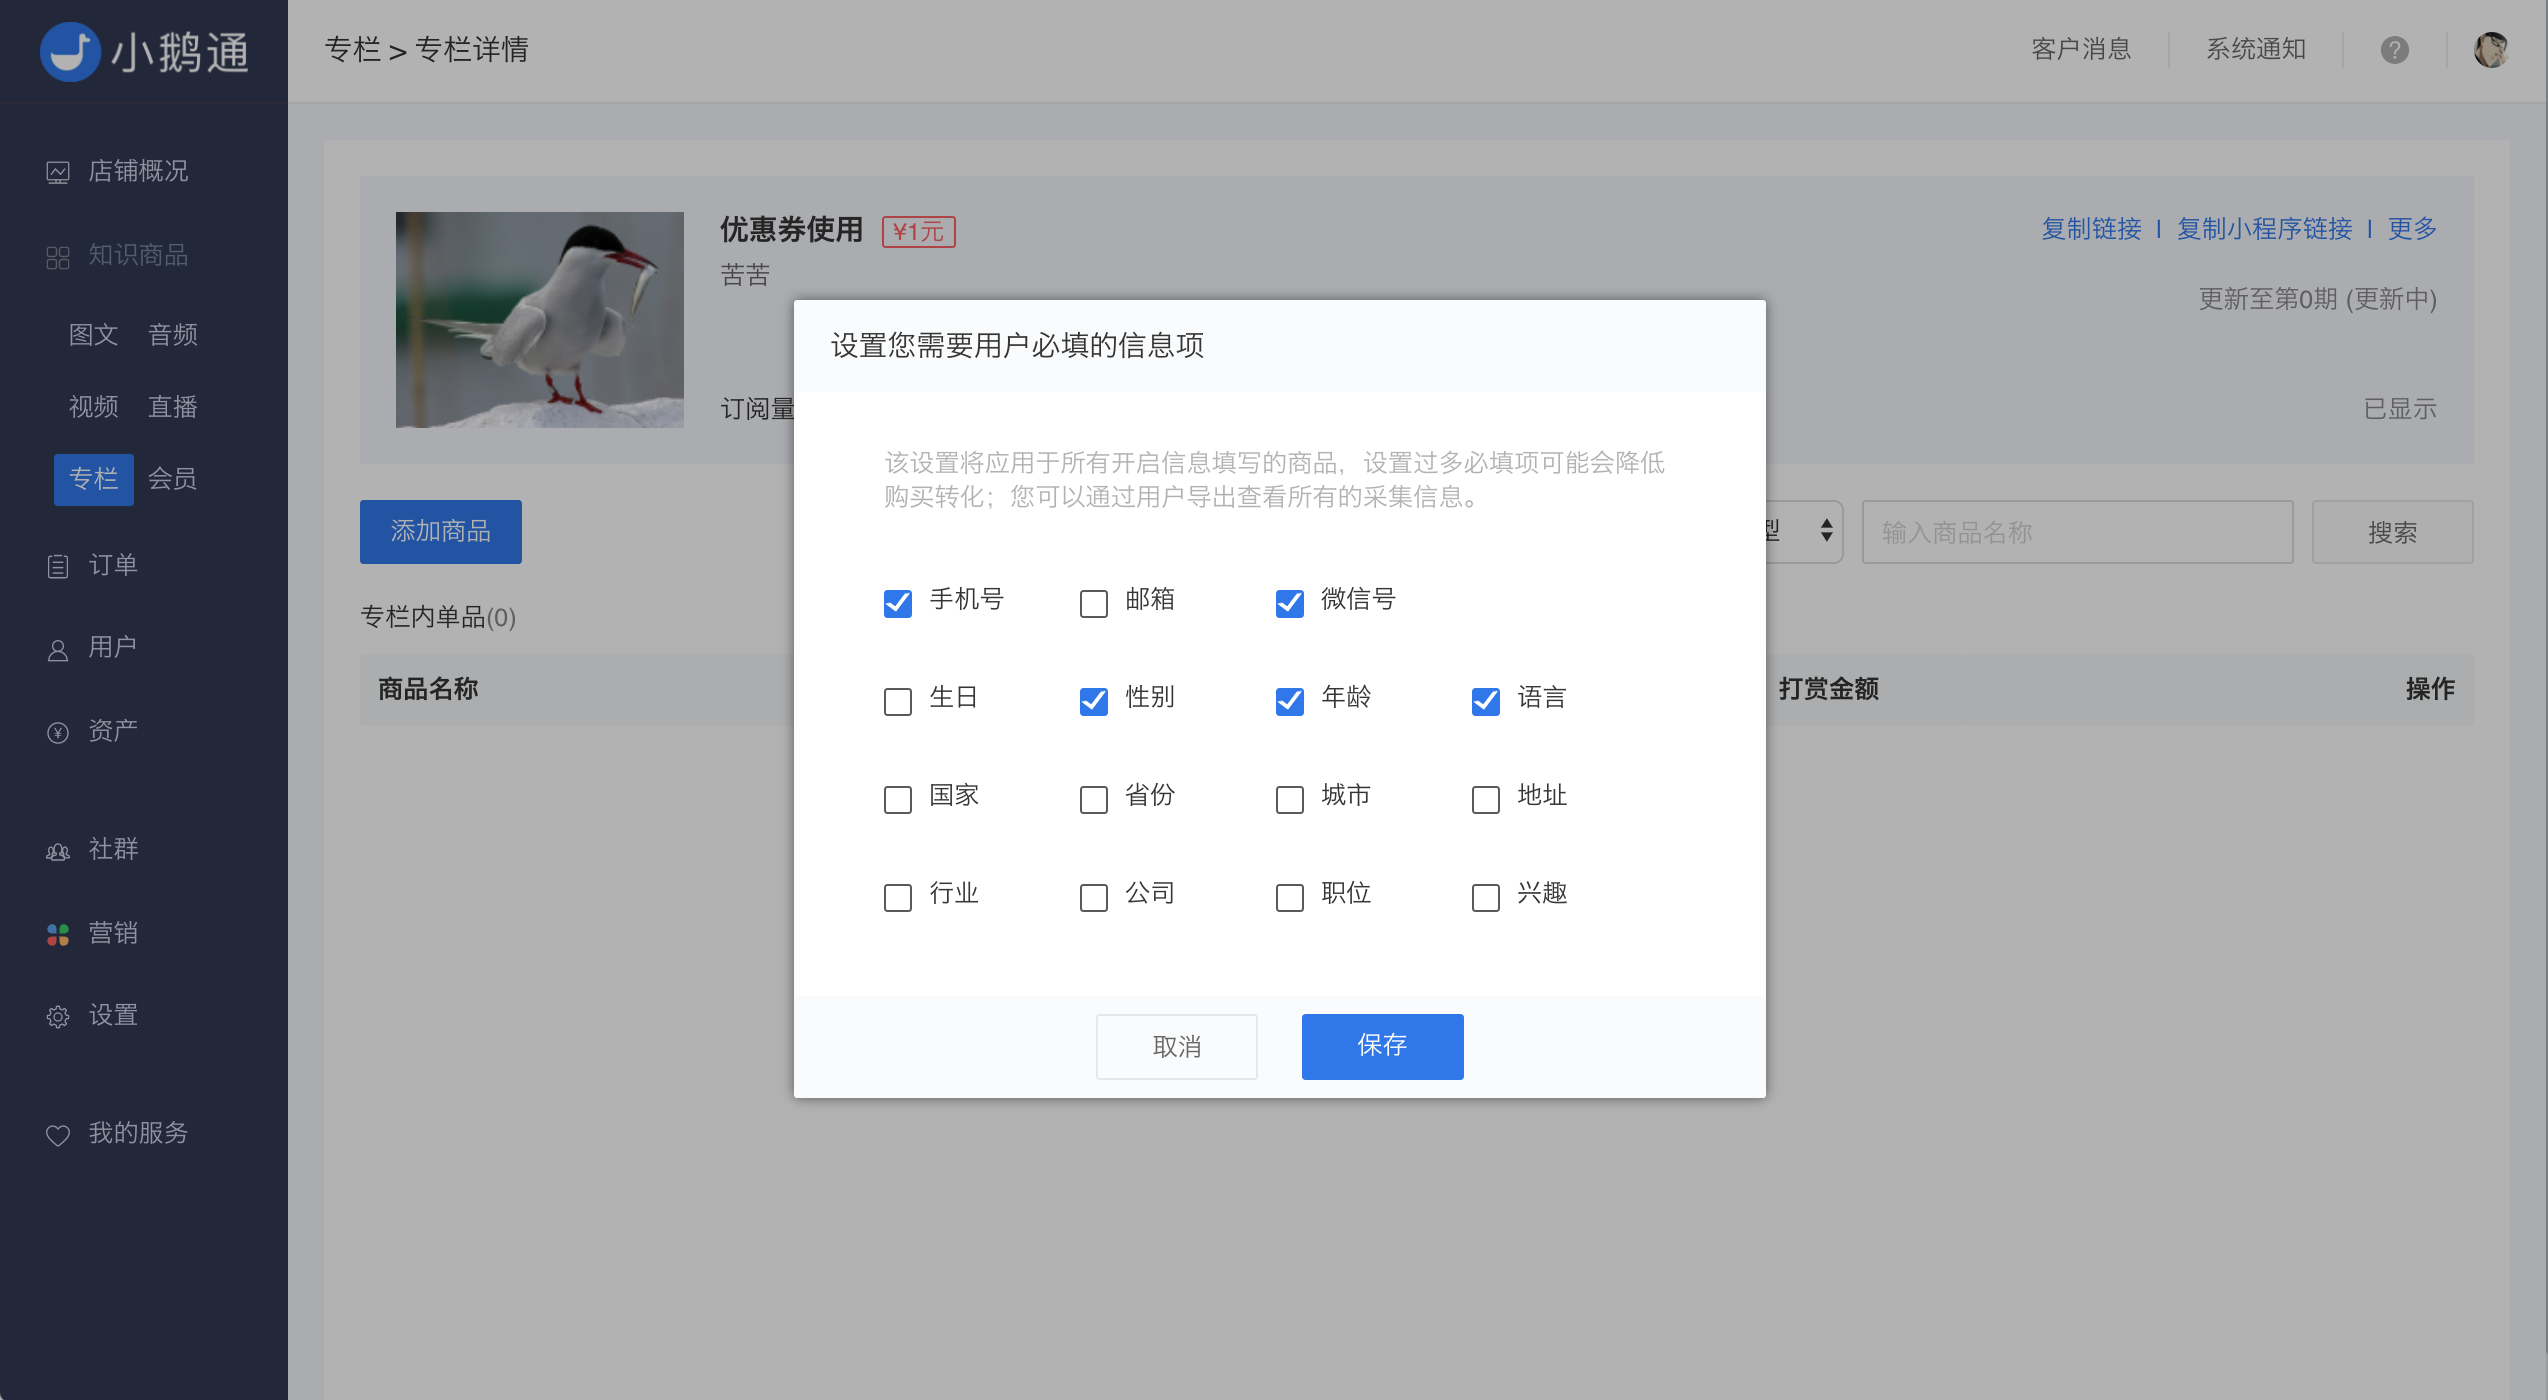 小鹅通
专栏 > 专栏详情
客户消息
系统通知
?
店铺概况
知识商品
图文 音频
视频 直播
专栏 会员
订单
用户
资产
社群
营销
设置
我的服务
优惠券使用 ¥1元
苦苦
订阅量
复制链接 | 复制小程序链接 | 更多
更新至第0期 (更新中)
已显示
添加商品
型
输入商品名称
搜索
专栏内单品(0)
商品名称
打赏金额
操作
设置您需要用户必填的信息项
该设置将应用于所有开启信息填写的商品，设置过多必填项可能会降低
购买转化；您可以通过用户导出查看所有的采集信息。
手机号 邮箱 微信号
生日 性别 年龄 语言
国家 省份 城市 地址
行业 公司 职位 兴趣
取消 保存